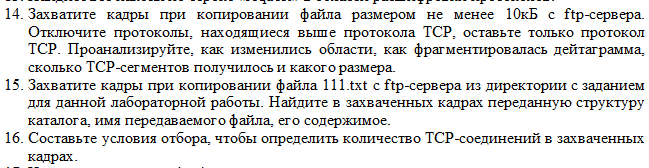 14. Захватите кадры при копировании файла размером не менее 10кБ с ftp-сервера.
Отключите протоколы, находящиеся выше протокола TCP, оставьте только протокол
TCP. Проанализируйте, как изменились области, как фрагментировалась дейтаграмма,
сколько TCP-сегментов получилось и какого размера.
15. Захватите кадры при копировании файла 111.txt с ftp-сервера из директории с заданием
для данной лабораторной работы. Найдите в захваченных кадрах переданную структуру
каталога, имя передаваемого файла, его содержимое.
16. Составьте условия отбора, чтобы определить количество TCP-соединений в захваченных
кадрах.